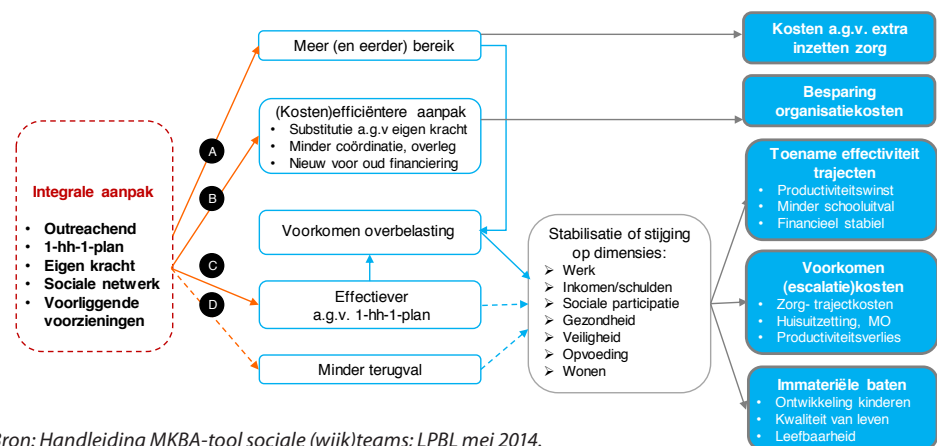 Integrale aanpak
• Outreachend
• 1-hh-1-plan
• Eigen kracht
• Sociale netwerk
• Voorliggende
voorzieningen
A
B
C
D
Meer (en eerder) bereik
(Kosten)efficiëntere aanpak
• Substitutie a.g.v eigen kracht
• Minder coördinatie, overleg
• Nieuw voor oud financiering
Voorkomen overbelasting
Effectiever
a.g.v. 1-hh-1-plan
Minder terugval
Stabilisatie of stijging
op dimensies:
➢ Werk
➢ Inkomen/schulden
➢ Sociale participatie
➢ Gezondheid
➢ Veiligheid
➢ Opvoeding
➢ Wonen
Kosten a.g.v. extra
inzetten zorg
Besparing
organisatiekosten
Toename effectiviteit
trajecten
• Productiviteitswinst
• Minder schooluitval
• Financieel stabiel
Voorkomen
(escalatie)kosten
• Zorg- trajectkosten
• Huisuitzetting, MO
• Productiviteitsverlies
Immateriële baten
• Ontwikkeling kinderen
• Kwaliteit van leven
• Leefbaarheid
Bron: Handleiding MKBA-tool sociale (wijk)teams; LPBL mei 2014.